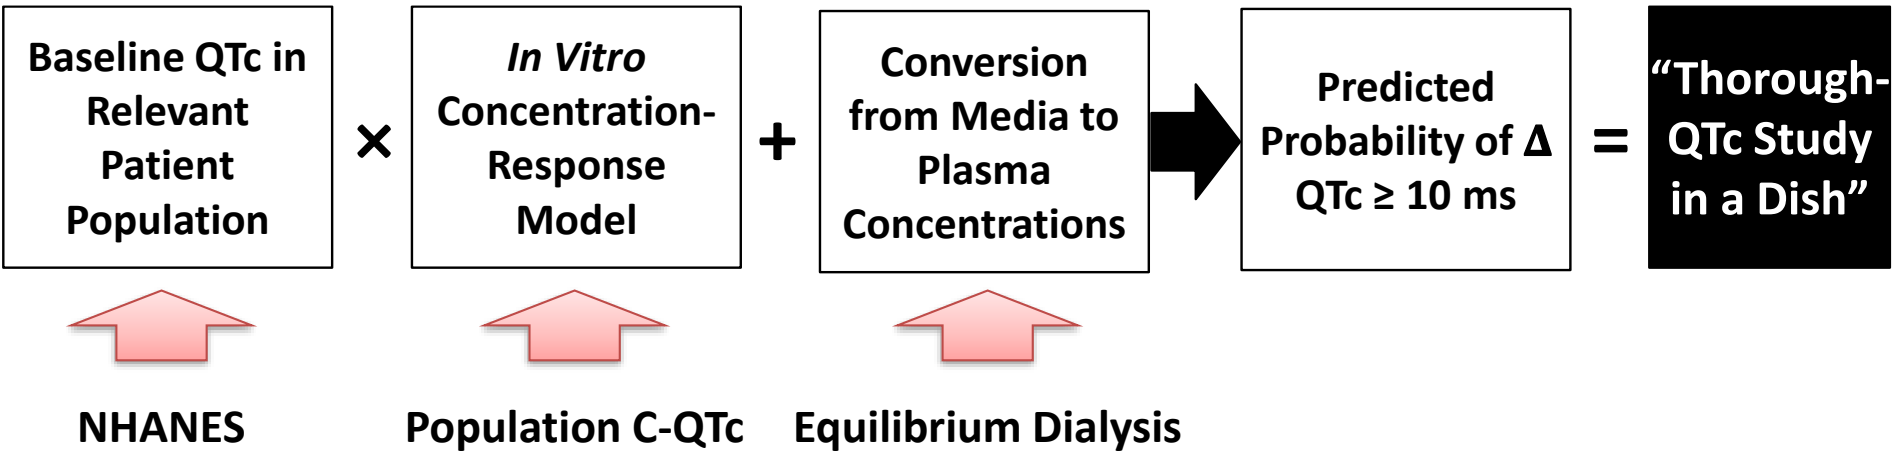 Baseline QTc in
Relevant
Patient
Population
×
In Vitro
Concentration-
Response
Model
+
Conversion
from Media to
Plasma
Concentrations
Predicted
Probability of Δ
QTc ≥ 10 ms
=
“Thorough-
QTc Study
in a Dish”
NHANES
Population C-QTc
Equilibrium Dialysis